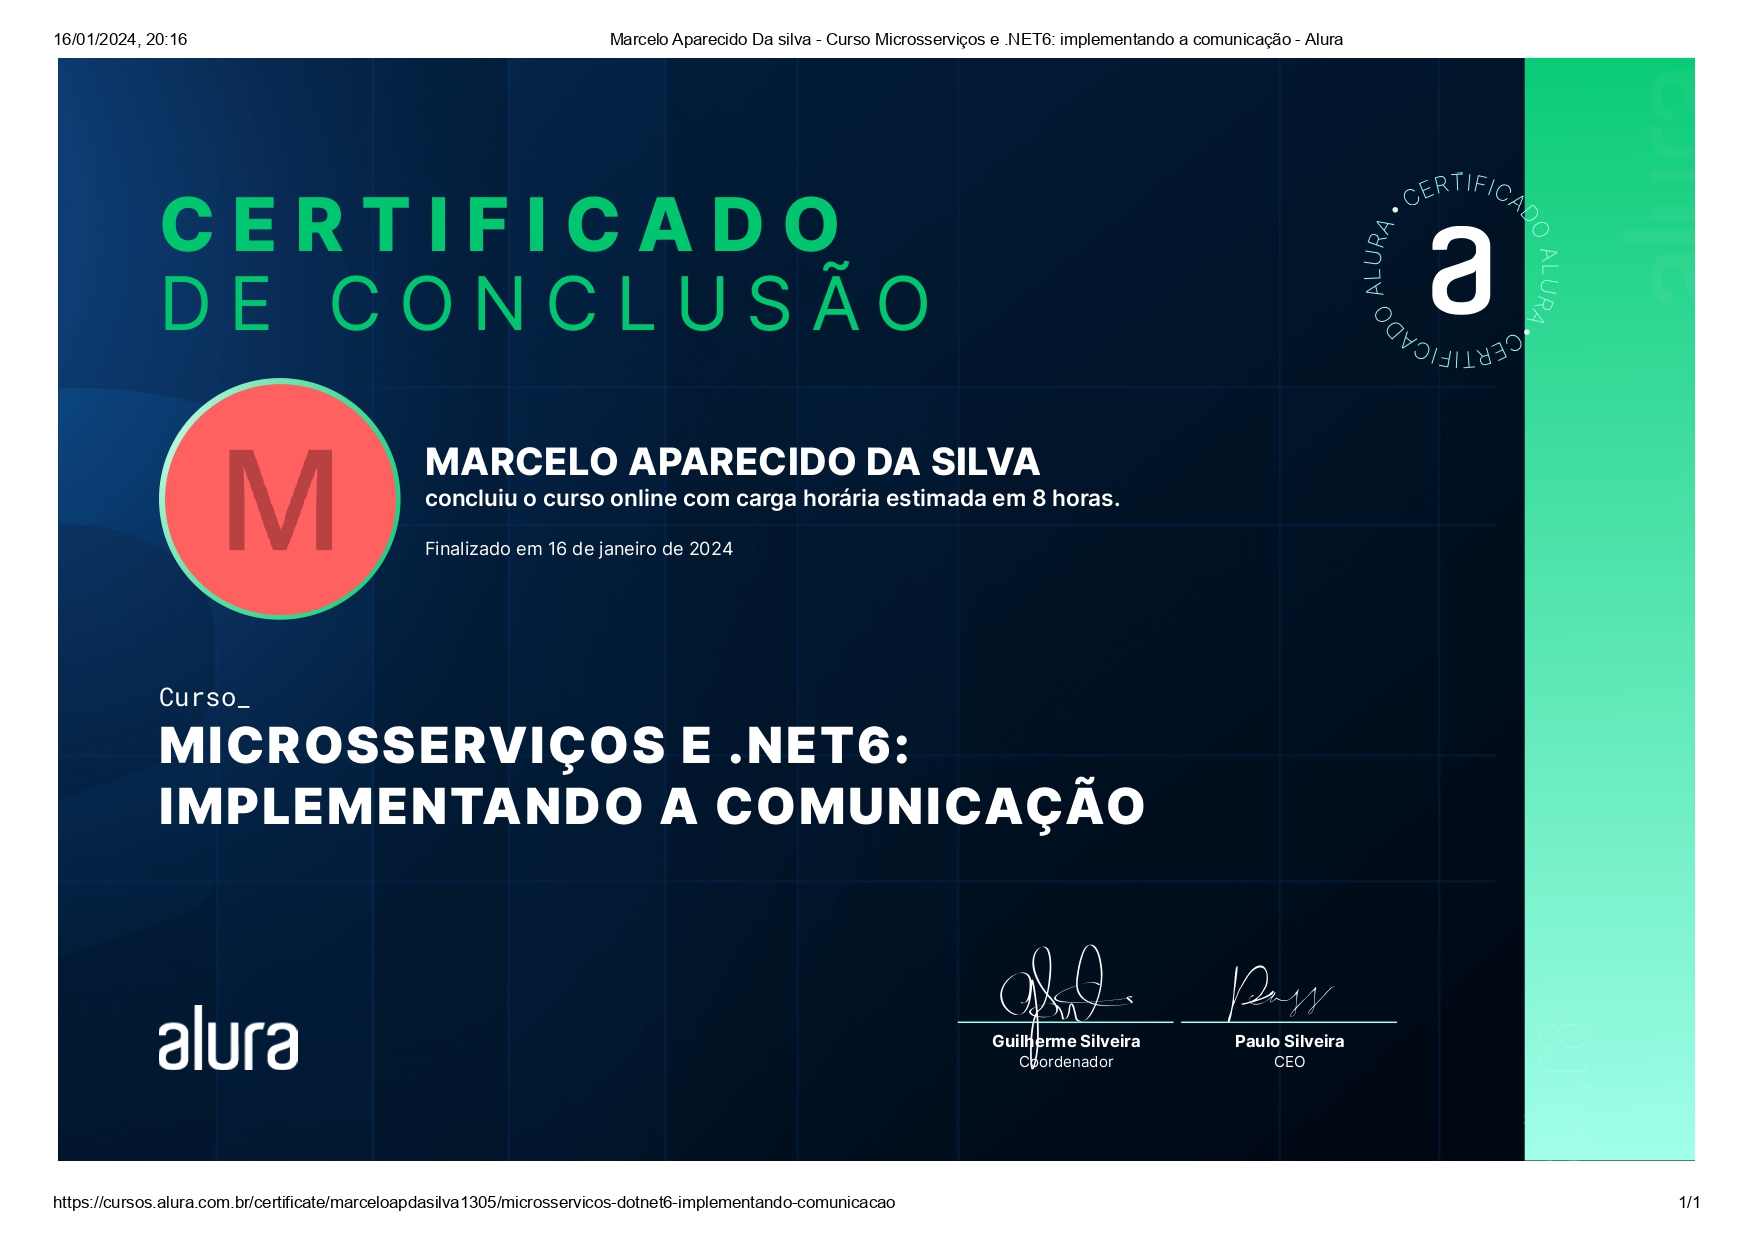 16/01/2024, 20:16
Marcelo Aparecido Da silva - Curso Microsserviços e .NET6: implementando a comunicação - Alura
CERTIFICADO
DE CONCLUSÃO
• CERTIFICADO ALURA • CERTIFICADO ALURA
a
M
MARCELO APARECIDO DA SILVA
concluiu o curso online com carga horária estimada em 8 horas.
Finalizado em 16 de janeiro de 2024
Curso_
MICROSSERVIÇOS E .NET6:
IMPLEMENTANDO A COMUNICAÇÃO
alura
Guilherme Silveira
Coordenador
Paulo Silveira
CEO
alura
alura
https://cursos.alura.com.br/certificate/marceloapdasilva1305/microsservicos-dotnet6-implementando-comunicacao
1/1